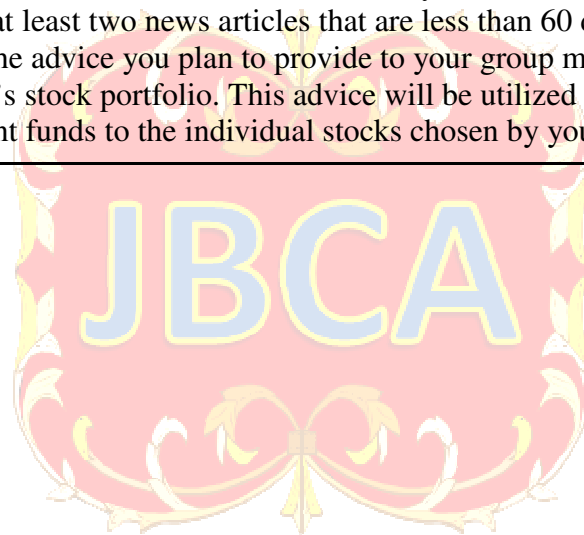 at least two news articles that are less than 60
he advice you plan to provide to your group
's stock portfolio. This advice will be utilized
nt funds to the individual stocks chosen by
JBCA